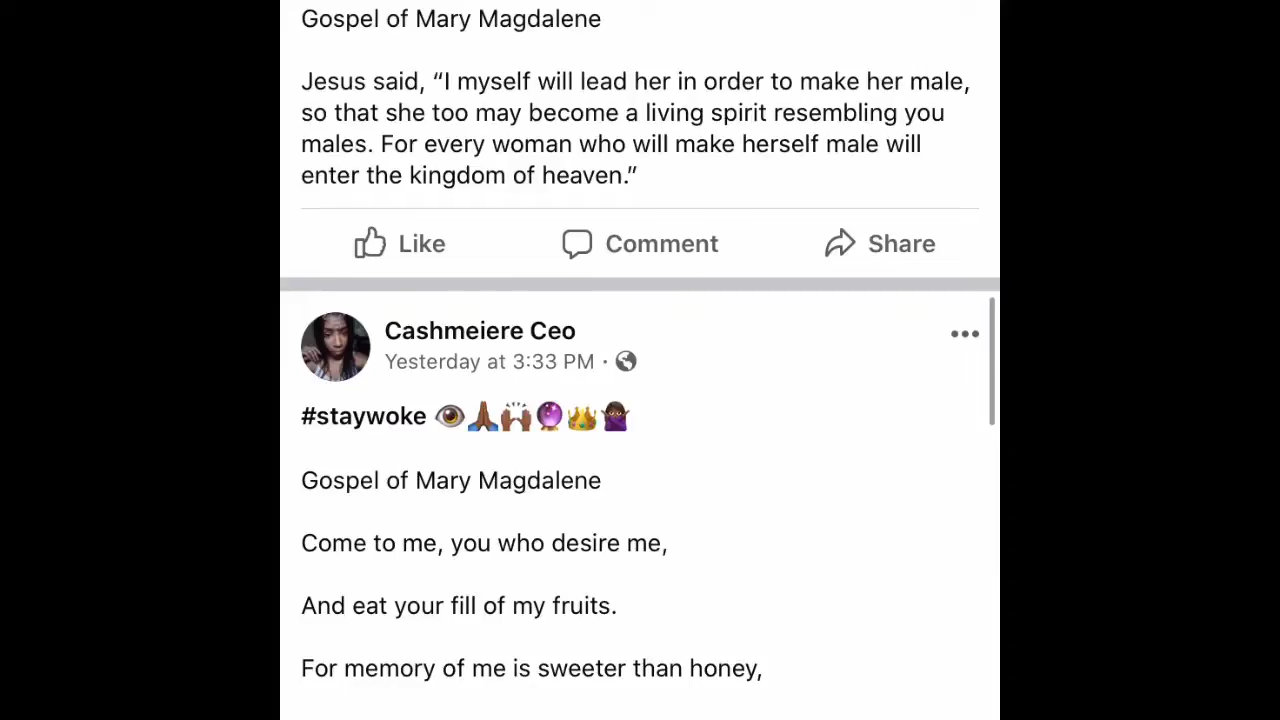 Gospel of Mary Magdalene
Jesus said, “I myself will lead her in order to make her male,
so that she too may become a living spirit resembling you
males. For every woman who will make herself male will
enter the kingdom of heaven.”
Like Comment Share
Cashmeiere Ceo
Yesterday at 3:33 PM ·
#staywoke 👁️🙏🏾🙌🏾🔮👑🙅🏿‍♀️
Gospel of Mary Magdalene
Come to me, you who desire me,
And eat your fill of my fruits.
For memory of me is sweeter than honey,